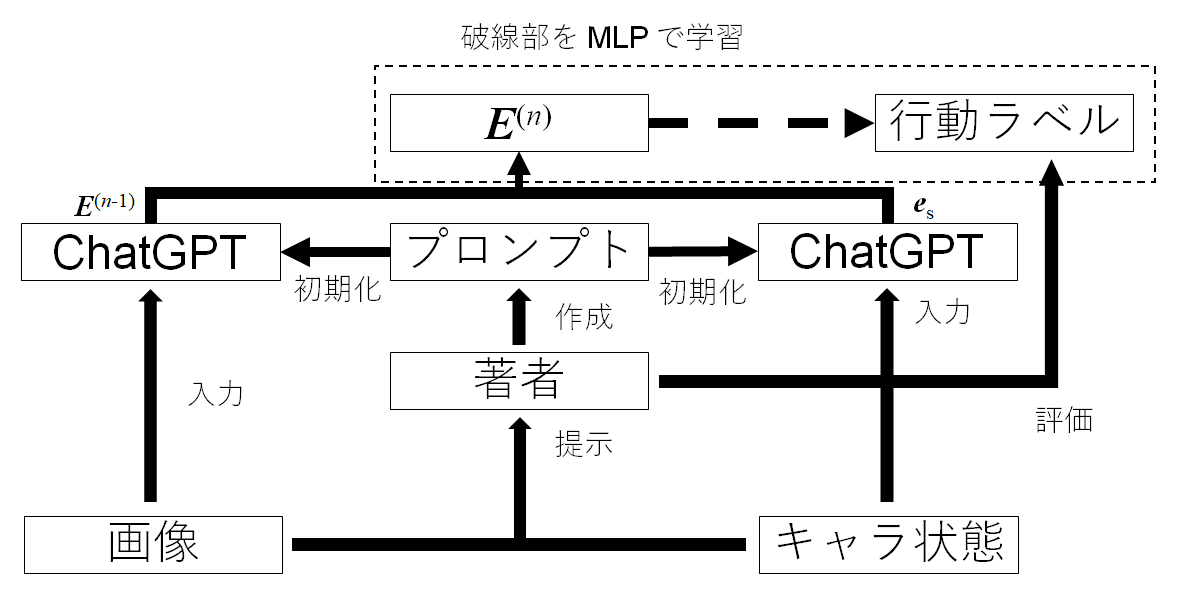 破線部を MLP で学習
E(n)
行動ラベル
E(n-1)
es
ChatGPT
プロンプト
ChatGPT
初期化
初期化
作成
入力
著者
入力
提示
評価
画像
キャラ状態